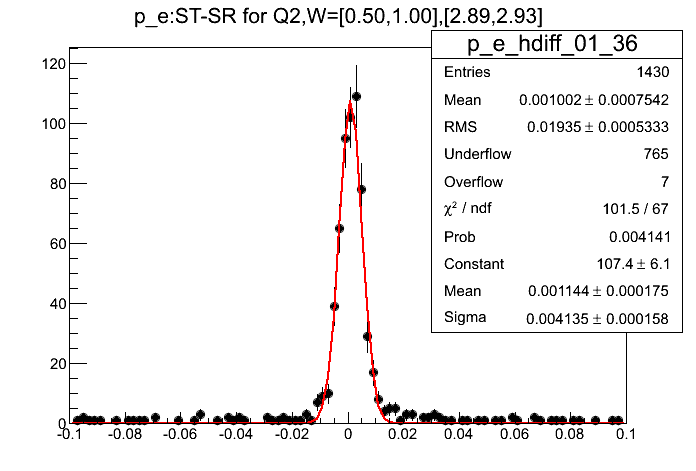 p_e:ST-SR for Q2,W=[0.50,1.00],[2.89,2.93]
p_e_hdiff_01_36
Entries 1430
Mean 0.001002 ± 0.0007542
RMS 0.01935 ± 0.0005333
Underflow 765
Overflow 7
χ² / ndf 101.5 / 67
Prob 0.004141
Constant 107.4 ± 6.1
Mean 0.001144 ± 0.000175
Sigma 0.004135 ± 0.000158
120
100
80
60
40
20
0
-0.1 -0.08 -0.06 -0.04 -0.02 0 0.02 0.04 0.06 0.08 0.1